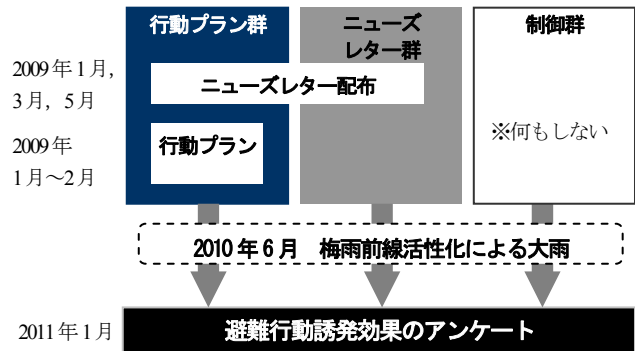 行動プラン群
ニューズ
レター群
制御群
2009年1月，
3月，5月
ニューズレター配布
2009年
1月～2月
行動プラン
※何もしない
2010年6月　梅雨前線活性化による大雨
2011年1月
避難行動誘発効果のアンケート